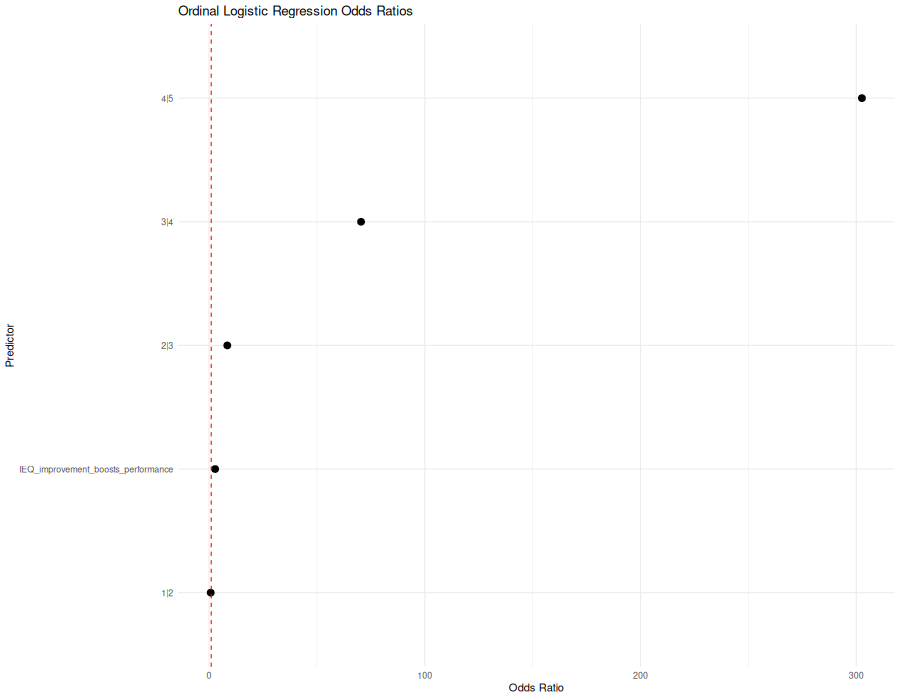 Ordinal Logistic Regression Odds Ratios
4|5
3|4
2|3
IEQ_improvement_boosts_performance
1|2
Predictor
0 100 200 300
Odds Ratio